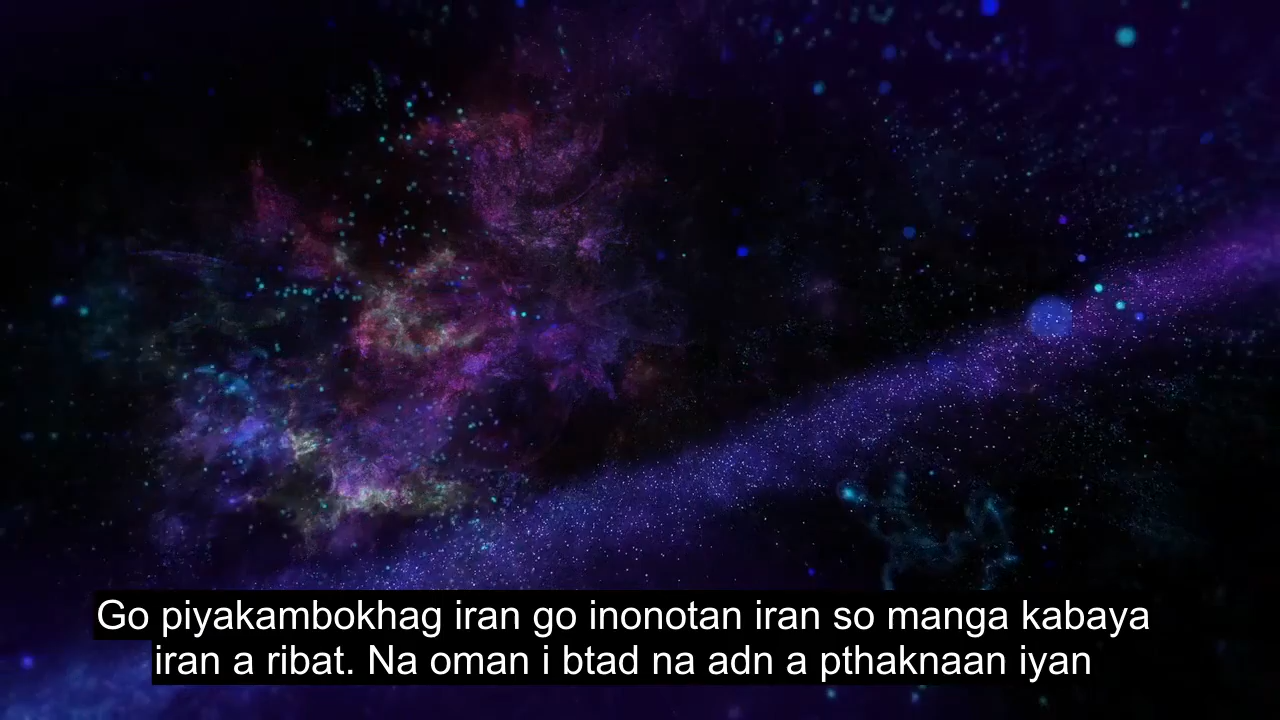 Go piyakambokhag iran go inonotan iran so manga kabaya
iran a ribat. Na oman i btad na adn a pthaknaan iyan